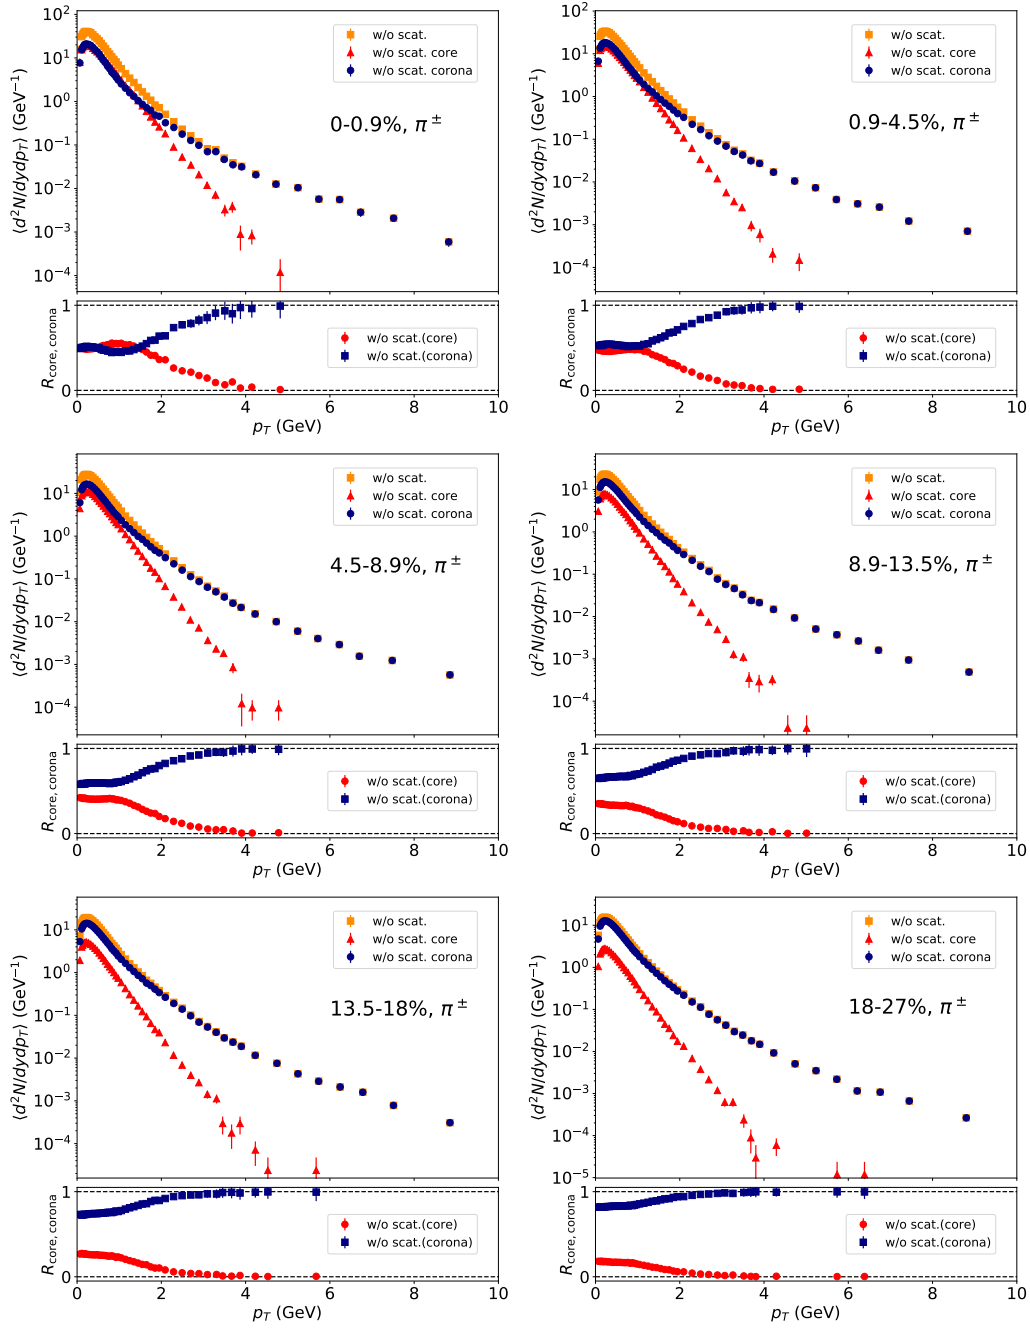 10²
10¹
10⁰
10⁻¹
10⁻²
10⁻³
10⁻⁴
⟨d²N/dydp_T⟩ (GeV⁻¹)
w/o scat.
w/o scat. core
w/o scat. corona
0-0.9%, π±
1
0
R_core, corona
w/o scat.(core)
w/o scat.(corona)
0 2 4 6 8 10
p_T (GeV)
10²
10¹
10⁰
10⁻¹
10⁻²
10⁻³
10⁻⁴
⟨d²N/dydp_T⟩ (GeV⁻¹)
w/o scat.
w/o scat. core
w/o scat. corona
0.9-4.5%, π±
1
0
R_core, corona
w/o scat.(core)
w/o scat.(corona)
0 2 4 6 8 10
p_T (GeV)
10¹
10⁰
10⁻¹
10⁻²
10⁻³
10⁻⁴
⟨d²N/dydp_T⟩ (GeV⁻¹)
w/o scat.
w/o scat. core
w/o scat. corona
4.5-8.9%, π±
1
0
R_core, corona
w/o scat.(core)
w/o scat.(corona)
0 2 4 6 8 10
p_T (GeV)
10¹
10⁰
10⁻¹
10⁻²
10⁻³
10⁻⁴
⟨d²N/dydp_T⟩ (GeV⁻¹)
w/o scat.
w/o scat. core
w/o scat. corona
8.9-13.5%, π±
1
0
R_core, corona
w/o scat.(core)
w/o scat.(corona)
0 2 4 6 8 10
p_T (GeV)
10¹
10⁰
10⁻¹
10⁻²
10⁻³
10⁻⁴
⟨d²N/dydp_T⟩ (GeV⁻¹)
w/o scat.
w/o scat. core
w/o scat. corona
13.5-18%, π±
1
0
R_core, corona
w/o scat.(core)
w/o scat.(corona)
0 2 4 6 8 10
p_T (GeV)
10¹
10⁰
10⁻¹
10⁻²
10⁻³
10⁻⁴
10⁻⁵
⟨d²N/dydp_T⟩ (GeV⁻¹)
w/o scat.
w/o scat. core
w/o scat. corona
18-27%, π±
1
0
R_core, corona
w/o scat.(core)
w/o scat.(corona)
0 2 4 6 8 10
p_T (GeV)